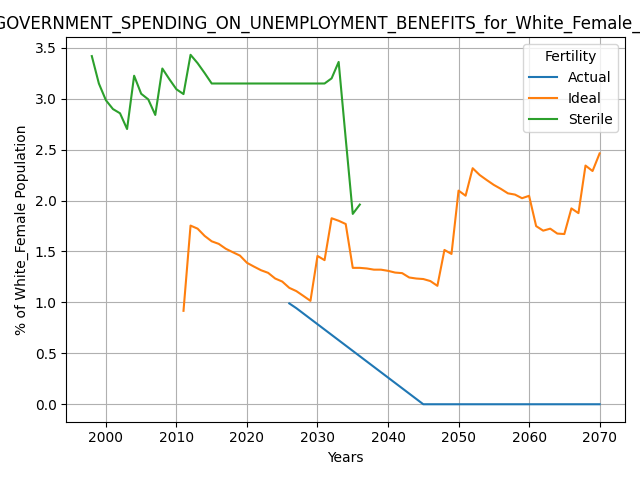 GOVERNMENT_SPENDING_ON_UNEMPLOYMENT_BENEFITS_for_White_Female_
3.5
3.0
2.5
2.0
1.5
1.0
0.5
0.0
% of White_Female Population
Fertility
Actual
Ideal
Sterile
2000 2010 2020 2030 2040 2050 2060 2070
Years